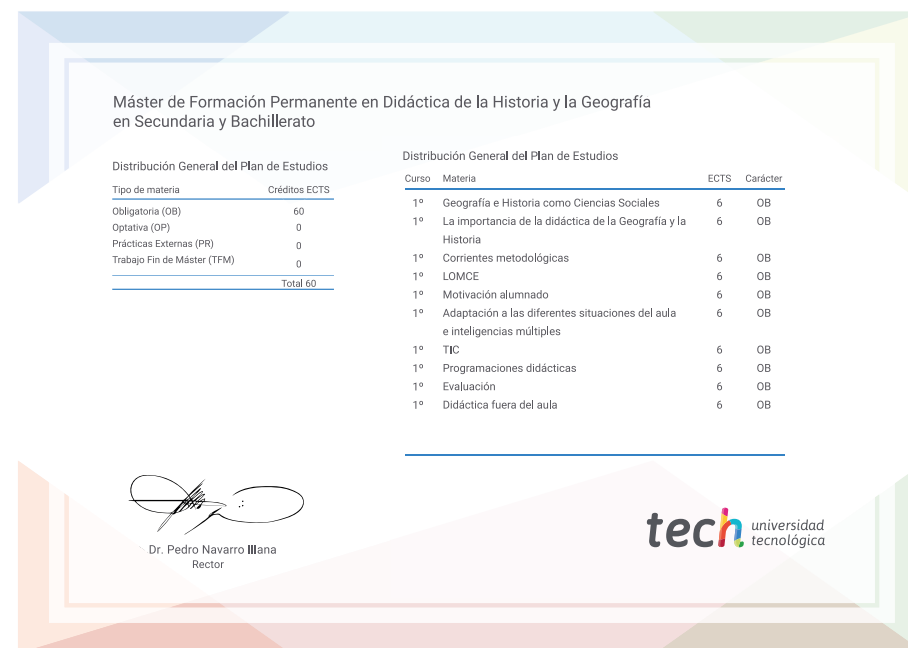 Máster de Formación Permanente en Didáctica de la Historia y la Geografía
en Secundaria y Bachillerato
Distribución General del Plan de Estudios
Tipo de materia Créditos ECTS
Obligatoria (OB) 60
Optativa (OP) 0
Prácticas Externas (PR) 0
Trabajo Fin de Máster (TFM) 0
Total 60
Distribución General del Plan de Estudios
Curso Materia ECTS Carácter
1º Geografía e Historia como Ciencias Sociales 6 OB
1º La importancia de la didáctica de la Geografía y la 6 OB
Historia
1º Corrientes metodológicas 6 OB
1º LOMCE 6 OB
1º Motivación alumnado 6 OB
1º Adaptación a las diferentes situaciones del aula 6 OB
e inteligencias múltiples
1º TIC 6 OB
1º Programaciones didácticas 6 OB
1º Evaluación 6 OB
1º Didáctica fuera del aula 6 OB
Dr. Pedro Navarro Illana
Rector
tech universidad
tecnológica